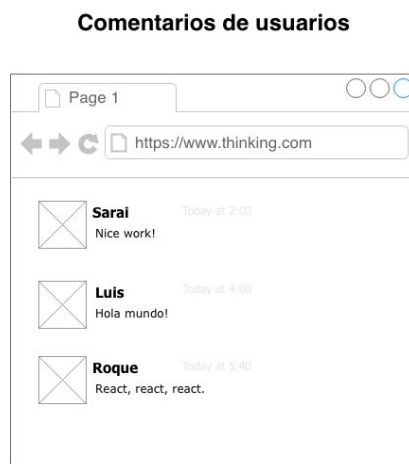 Comentarios de usuarios
Page 1
https://www.thinking.com
Sarai Today at 2:00
Nice work!
Luis Today at 4:00
Hola mundo!
Roque Today at 5:40
React, react, react.